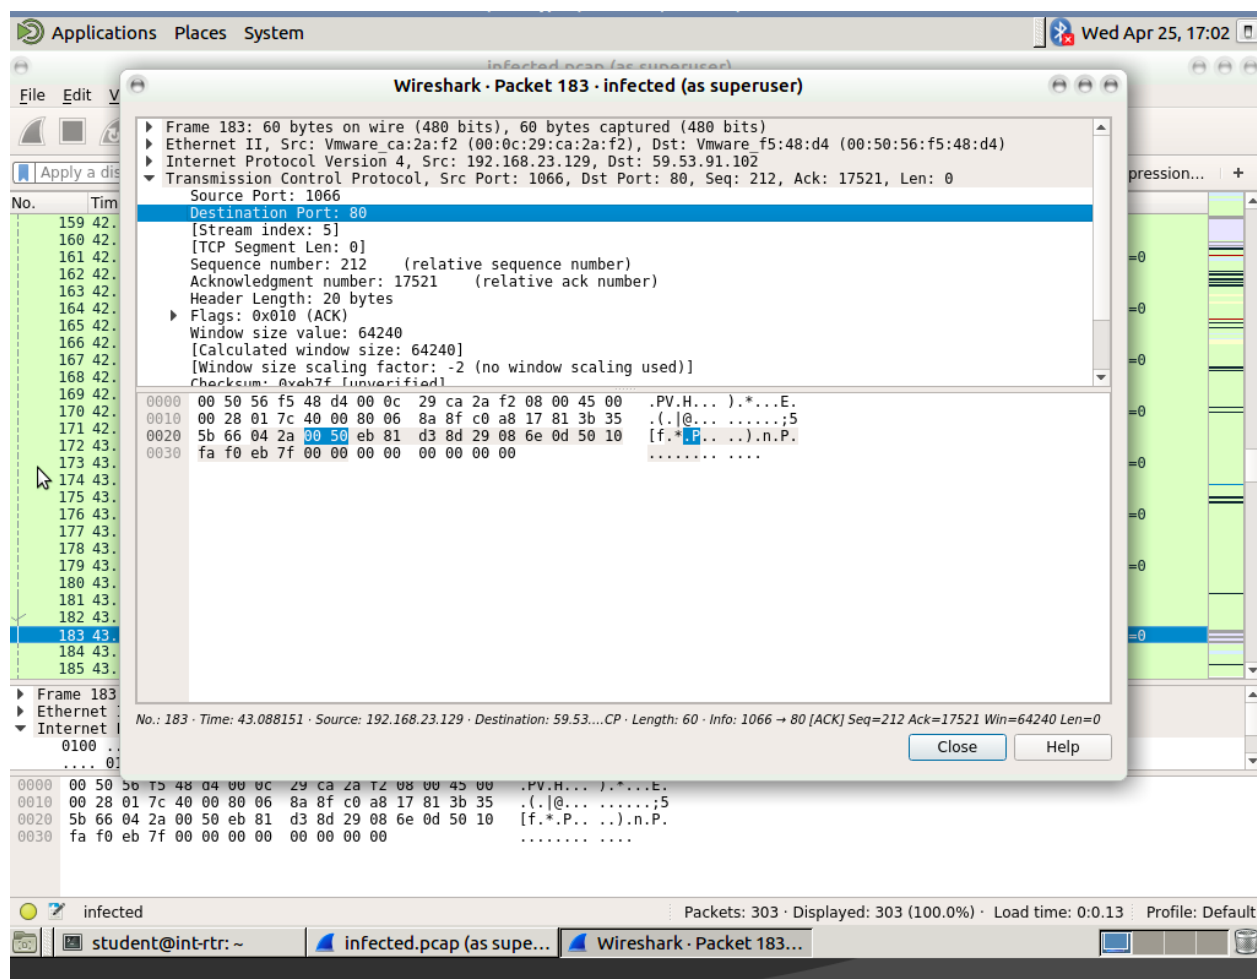 Applications Places System
Wed Apr 25, 17:02
infected.pcap (as superuser)
File Edit V
Wireshark · Packet 183 · infected (as superuser)
Apply a dis
pression... +
No. Tim
Frame 183: 60 bytes on wire (480 bits), 60 bytes captured (480 bits)
Ethernet II, Src: Vmware_ca:2a:f2 (00:0c:29:ca:2a:f2), Dst: Vmware_f5:48:d4 (00:50:56:f5:48:d4)
Internet Protocol Version 4, Src: 192.168.23.129, Dst: 59.53.91.102
Transmission Control Protocol, Src Port: 1066, Dst Port: 80, Seq: 212, Ack: 17521, Len: 0
Source Port: 1066
Destination Port: 80
[Stream index: 5]
[TCP Segment Len: 0]
Sequence number: 212 (relative sequence number)
Acknowledgment number: 17521 (relative ack number)
Header Length: 20 bytes
Flags: 0x010 (ACK)
Window size value: 64240
[Calculated window size: 64240]
[Window size scaling factor: -2 (no window scaling used)]
Checksum: 0xeb7f [unverified]
0000 00 50 56 f5 48 d4 00 0c 29 ca 2a f2 08 00 45 00 .PV.H... ).*...E.
0010 00 28 01 7c 40 00 80 06 8a 8f c0 a8 17 81 3b 35 .(.|@... ......;5
0020 5b 66 04 2a 00 50 eb 81 d3 8d 29 08 6e 0d 50 10 [f.*.P.. ..).n.P.
0030 fa f0 eb 7f 00 00 00 00 00 00 00 00 ........ ....
159 42.
160 42.
161 42. =0
162 42.
163 42.
164 42. =0
165 42.
166 42.
167 42. =0
168 42.
169 42.
170 42. =0
171 42.
172 43.
173 43. =0
174 43.
175 43.
176 43. =0
177 43.
178 43.
179 43. =0
180 43.
181 43.
182 43.
183 43. =0
184 43.
185 43.
No.: 183 · Time: 43.088151 · Source: 192.168.23.129 · Destination: 59.53....CP · Length: 60 · Info: 1066 → 80 [ACK] Seq=212 Ack=17521 Win=64240 Len=0
Close Help
Frame 183
Ethernet
Internet
0100 ..
.... 01
0000 00 50 56 f5 48 d4 00 0c 29 ca 2a f2 08 00 45 00 .PV.H... ).*...E.
0010 00 28 01 7c 40 00 80 06 8a 8f c0 a8 17 81 3b 35 .(.|@... ......;5
0020 5b 66 04 2a 00 50 eb 81 d3 8d 29 08 6e 0d 50 10 [f.*.P.. ..).n.P.
0030 fa f0 eb 7f 00 00 00 00 00 00 00 00 ........ ....
infected
Packets: 303 · Displayed: 303 (100.0%) · Load time: 0:0.13 Profile: Default
student@int-rtr: ~ infected.pcap (as supe... Wireshark · Packet 183...